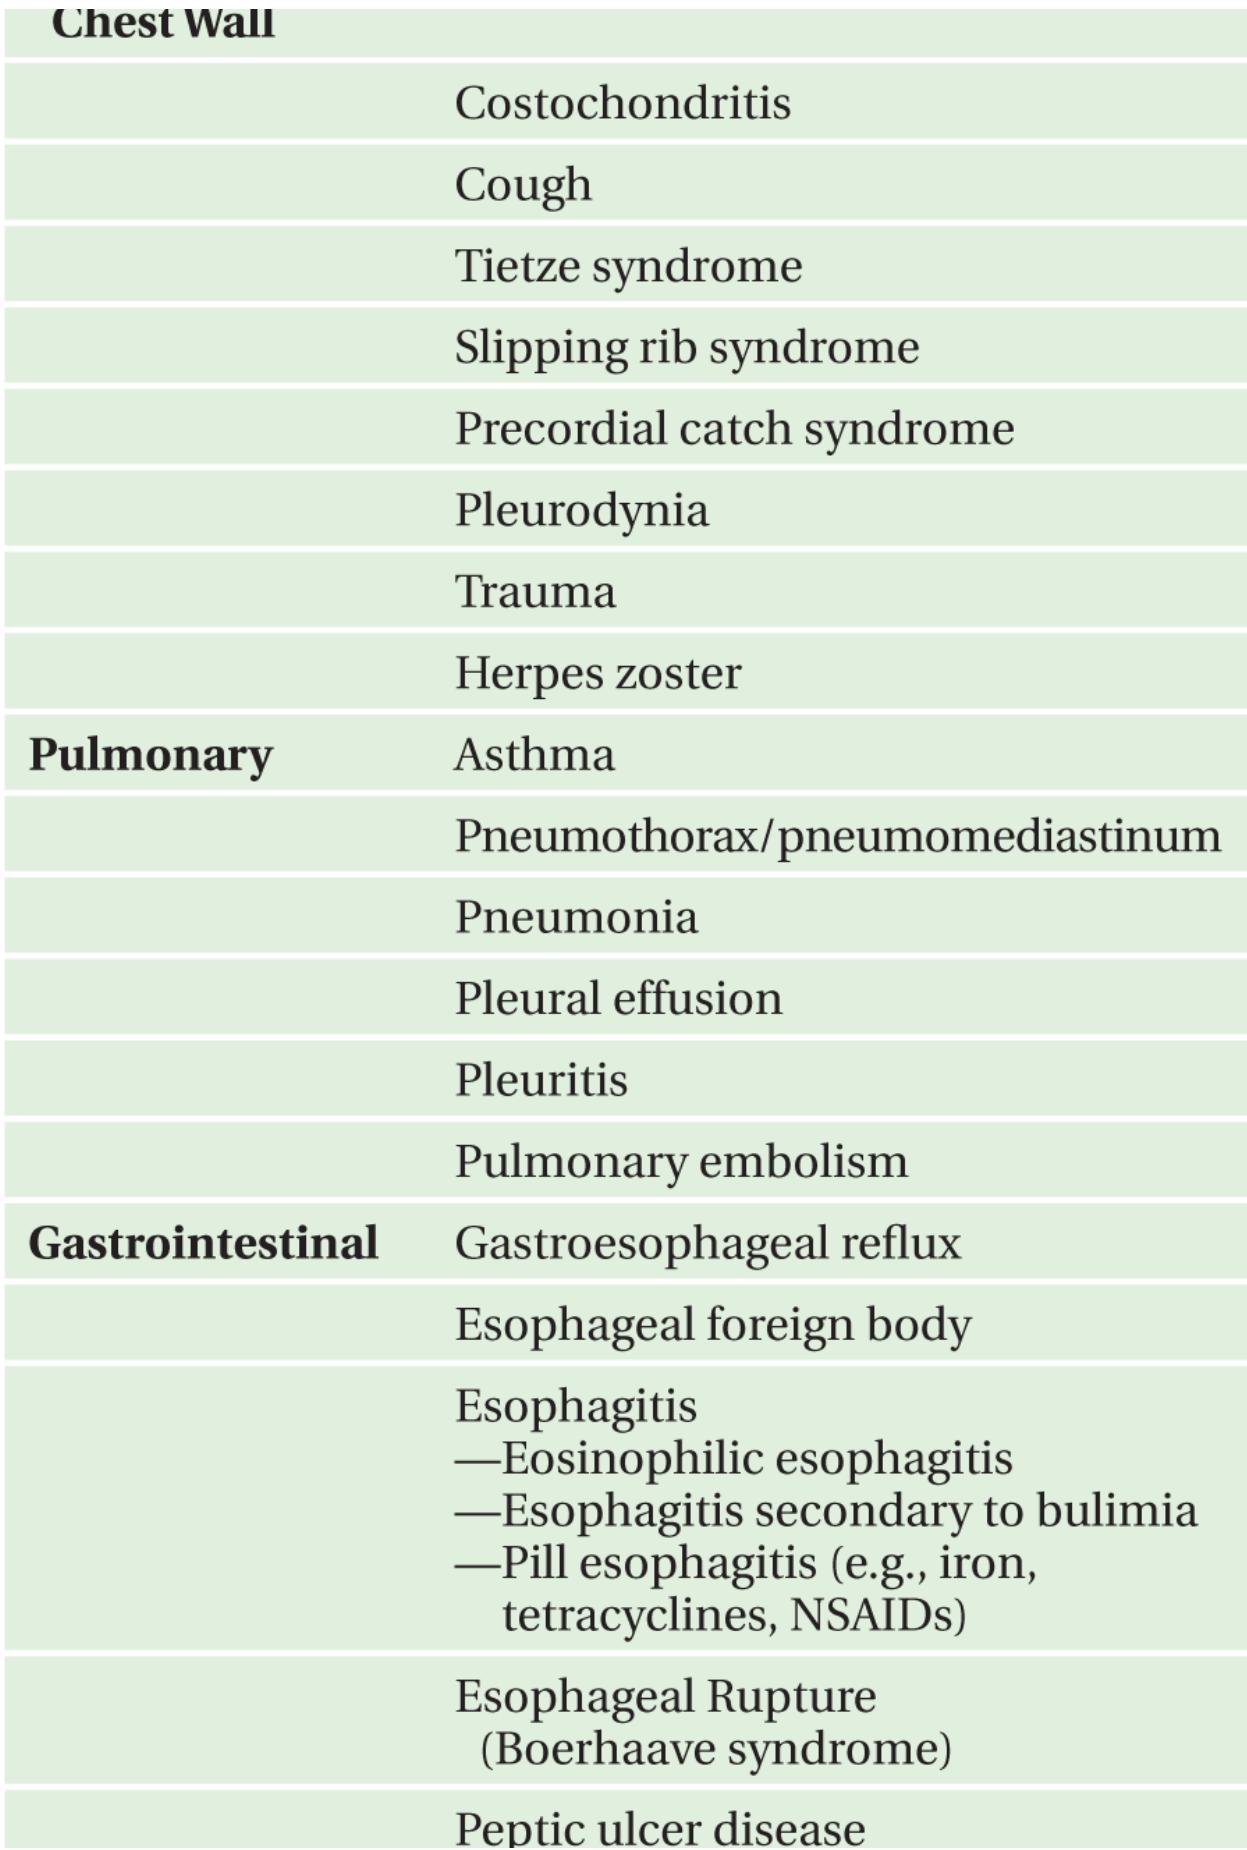 Chest Wall
Costochondritis
Cough
Tietze syndrome
Slipping rib syndrome
Precordial catch syndrome
Pleurodynia
Trauma
Herpes zoster
Pulmonary Asthma
Pneumothorax/pneumomediastinum
Pneumonia
Pleural effusion
Pleuritis
Pulmonary embolism
Gastrointestinal Gastroesophageal reflux
Esophageal foreign body
Esophagitis
—Eosinophilic esophagitis
—Esophagitis secondary to bulimia
—Pill esophagitis (e.g., iron,
tetracyclines, NSAIDs)
Esophageal Rupture
(Boerhaave syndrome)
Peptic ulcer disease